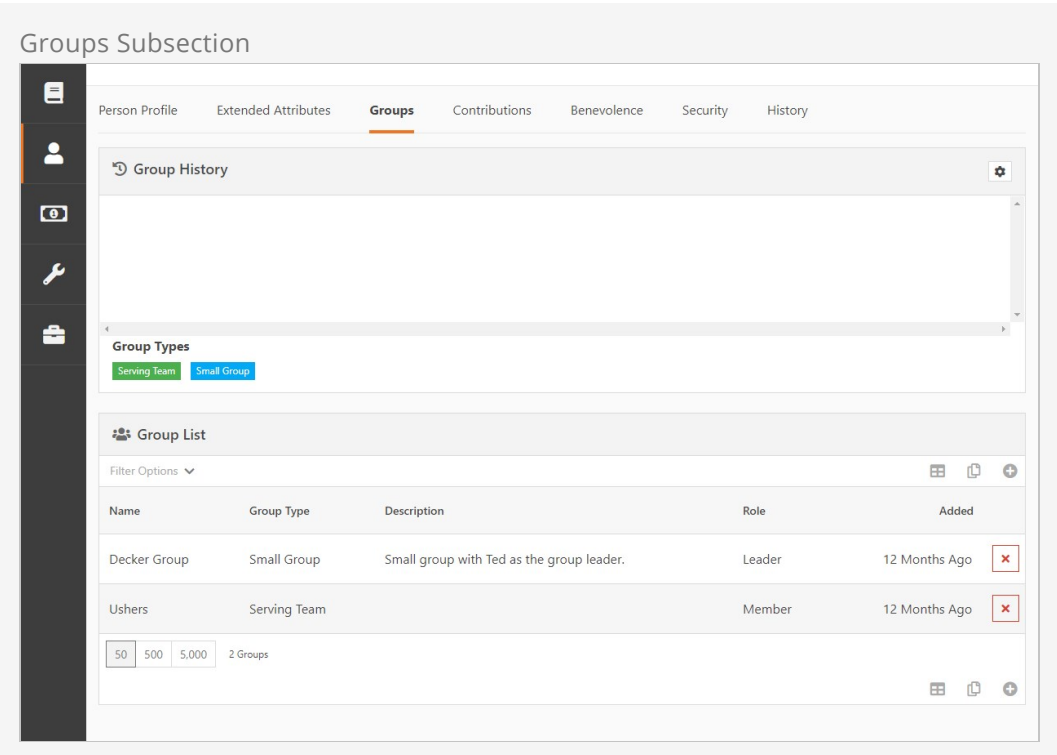 Groups Subsection
Person Profile Extended Attributes Groups Contributions Benevolence Security History
Group History
Group Types
Serving Team Small Group
Group List
Filter Options
Name Group Type Description Role Added
Decker Group Small Group Small group with Ted as the group leader. Leader 12 Months Ago
Ushers Serving Team Member 12 Months Ago
50 500 5,000 2 Groups